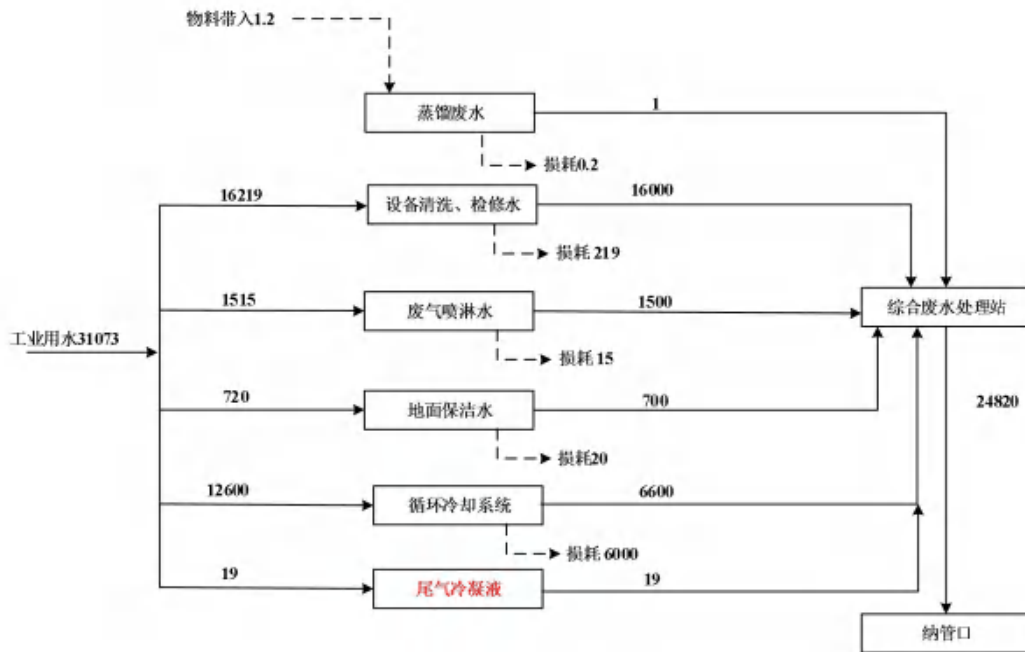 物料带入1.2
蒸馏废水
1
损耗0.2
16219
设备清洗、检修水
16000
损耗 219
1515
废气喷淋水
1500
综合废水处理站
工业用水31073
损耗 15
720
地面保洁水
700
24820
损耗20
12600
循环冷却系统
6600
损耗 6000
19
尾气冷凝液
19
纳管口